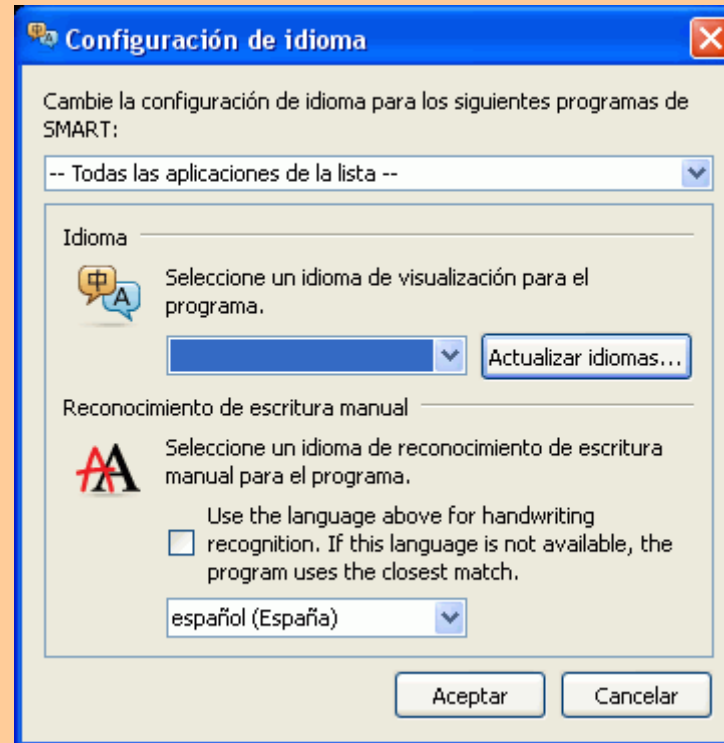 Configuración de idioma
Cambie la configuración de idioma para los siguientes programas de
SMART:
-- Todas las aplicaciones de la lista --
Idioma
中 A
Seleccione un idioma de visualización para el
programa.
Actualizar idiomas...
Reconocimiento de escritura manual
AA
Seleccione un idioma de reconocimiento de escritura
manual para el programa.
Use the language above for handwriting
recognition. If this language is not available, the
program uses the closest match.
español (España)
Aceptar
Cancelar